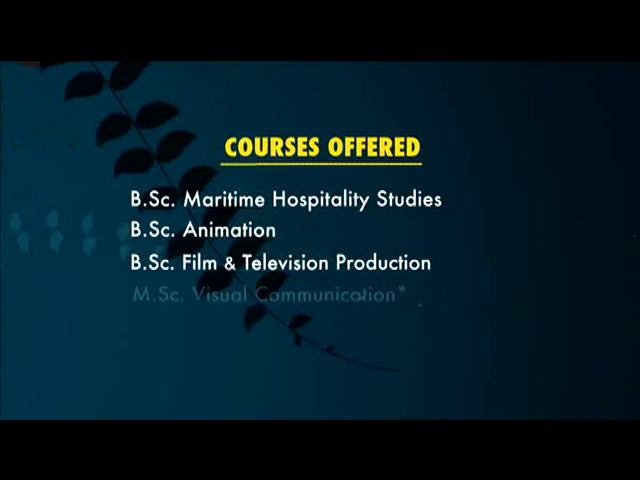 COURSES OFFERED
B.Sc. Maritime Hospitality Studies
B.Sc. Animation
B.Sc. Film & Television Production
M.Sc. Visual Communication*